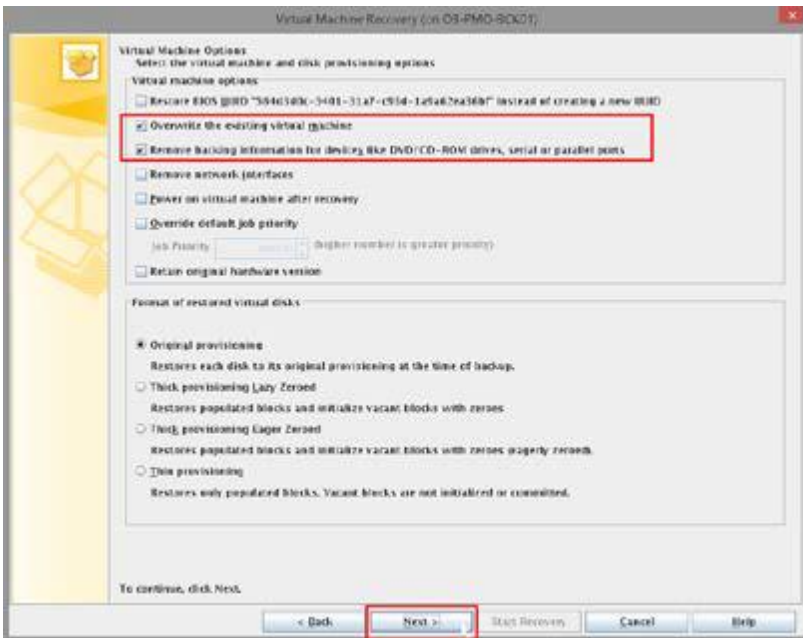 Virtual Machine Recovery (on
Virtual Machine Options
Select the virtual machine and disk provisioning options
Virtual machine options
Restore BIOS UUID instead of creating a new UUID
Overwrite the existing virtual machine
Remove backing information for devices like DVD/CD-ROM drives, serial or parallel ports
Remove network interfaces
Power on virtual machine after recovery
Override default job priority
Job Priority (higher number is greater priority)
Retain original hardware version
Format of restored virtual disks
Original provisioning
Restores each disk to its original provisioning at the time of backup.
Thick provisioning Lazy Zeroed
Restores populated blocks and initialize vacant blocks with zeroes
Thick provisioning Eager Zeroed
Restores populated blocks and initialize vacant blocks with zeroes (eagerly zeroed).
Thin provisioning
Restores only populated blocks. Vacant blocks are not initialized or committed.
To continue, click Next.
< Back
Next >
Start Recovery
Cancel
Help